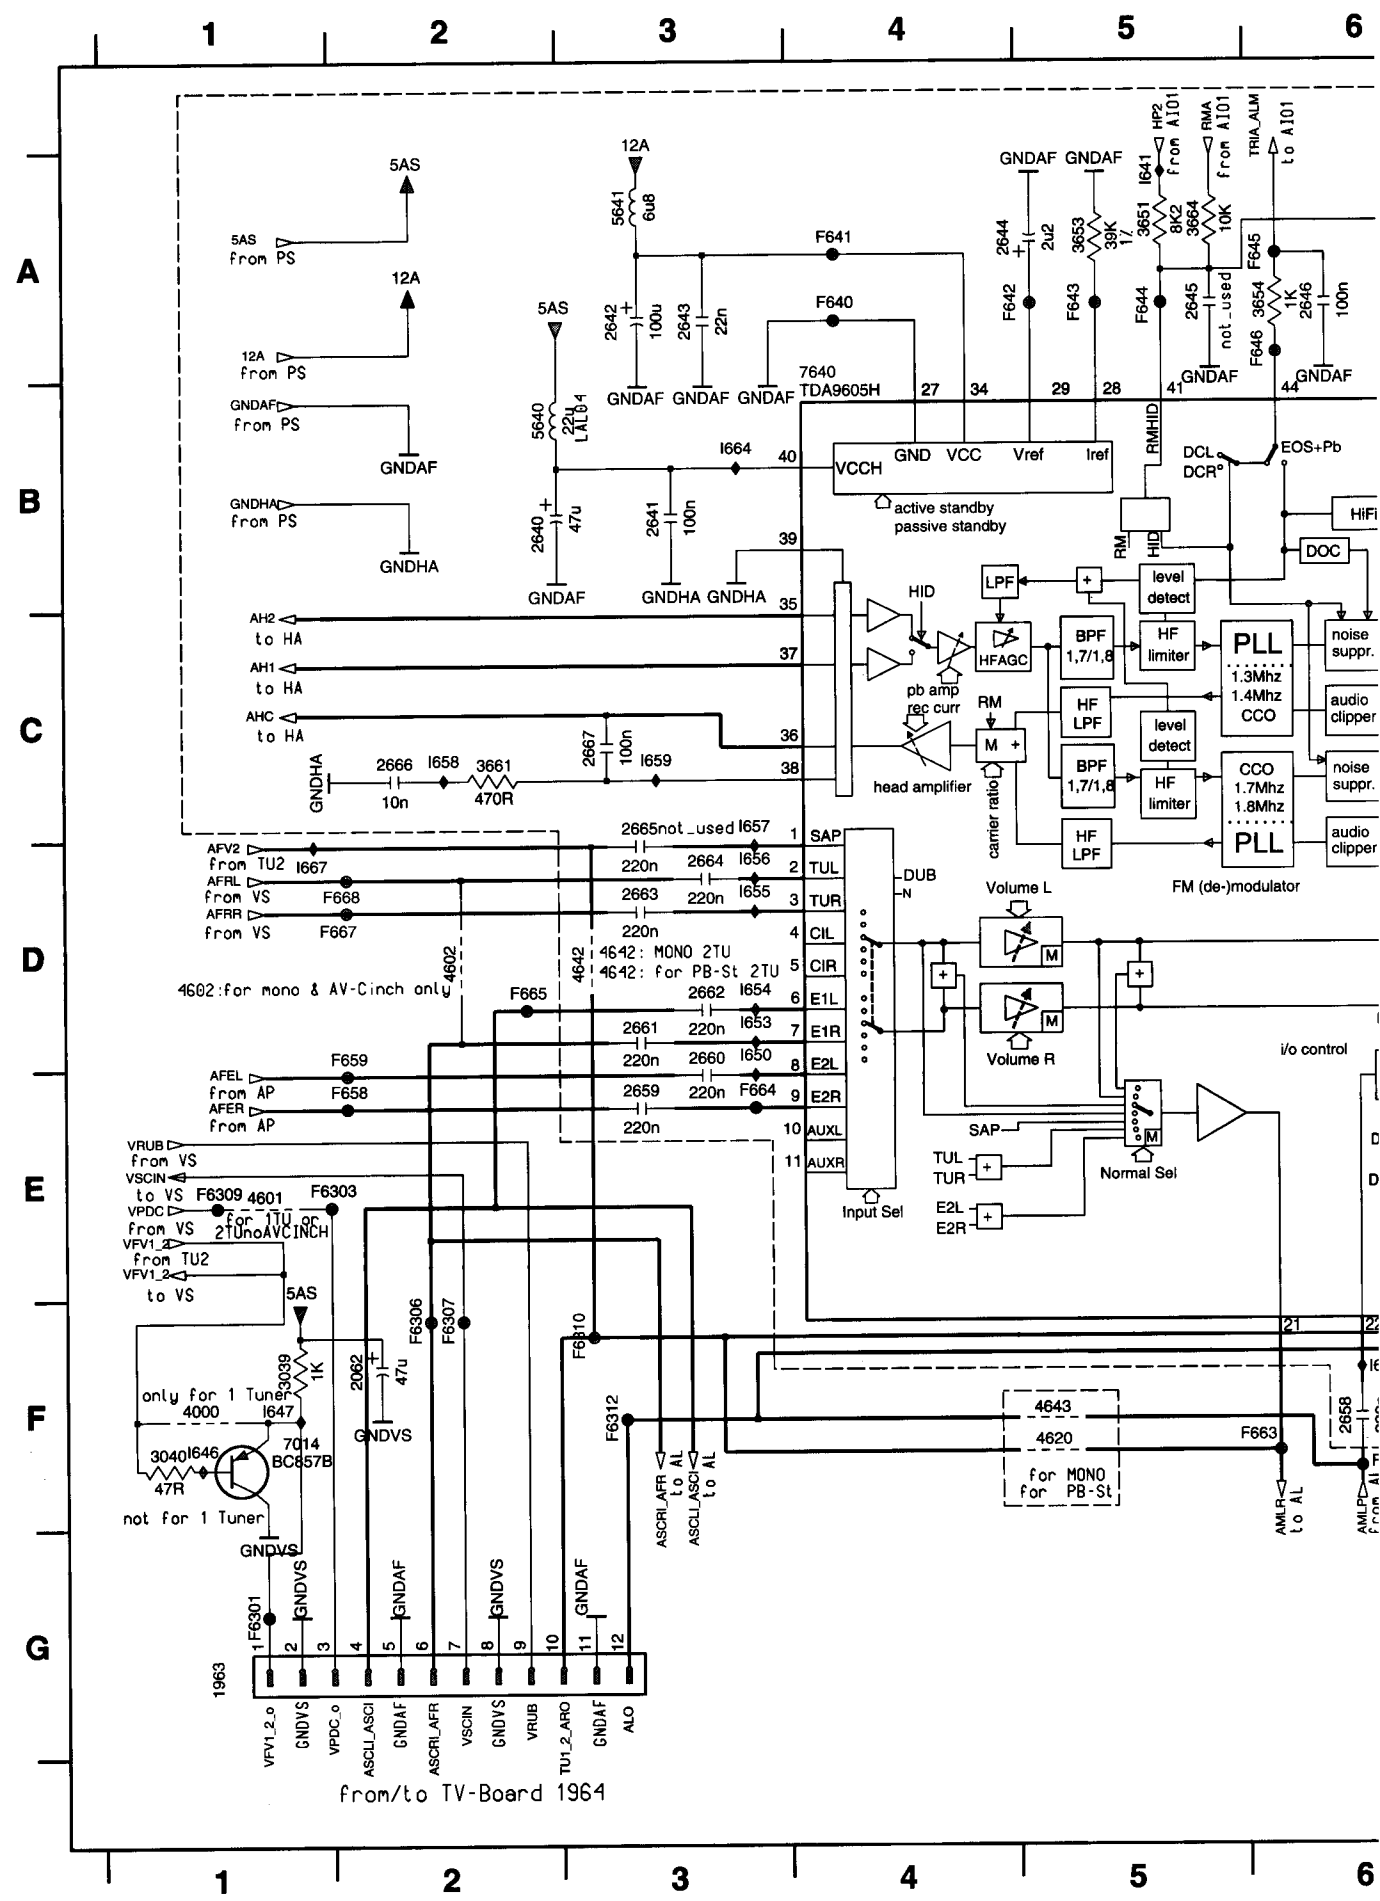 1
2
3
4
5
6
HP2
from AIO1
RMA
from AIO1
TRIA_ALM
to AIO1
A
5AS
5AS
from PS
12A
12A
from PS
12A
5641
6u8
F641
F640
2642
100u
2643
22n
GNDAF
GNDAF
GNDAF
GNDAF
GNDAF
2644
2u2
3653
39K
1%
I641
3651
8K2
3664
10K
F642
F643
F644
2645
not_used
F645
3654
1K
2646
100n
F646
GNDAF
GNDAF
7640
TDA9605H
27
34
29
28
41
44
B
GNDAF
from PS
GNDAF
GNDHA
from PS
GNDHA
5AS
5640
22u
LAL04
I664
40
2640
47u
2641
100n
39
GNDAF
GNDHA
GNDHA
VCCH
GND
VCC
Vref
Iref
active standby
passive standby
RMHID
DCL
DCR
EOS+Pb
RM
HID
HiFi
DOC
C
AH2
to HA
35
AH1
to HA
37
AHC
to HA
36
38
GNDHA
2666
10n
I658
3661
470R
2667
100n
I659
HID
LPF
+
level
detect
HFAGC
BPF
1,7/1,8
HF
limiter
PLL
1.3Mhz
1.4Mhz
CCO
noise
suppr.
pb amp
rec curr
RM
M
+
HF
LPF
level
detect
audio
clipper
head amplifier
carrier ratio
BPF
1,7/1,8
HF
limiter
CCO
1.7Mhz
1.8Mhz
PLL
noise
suppr.
HF
LPF
audio
clipper
FM (de-)modulator
D
AFV2
from TU2
I667
2665
not_used
I657
220n
1
SAP
AFRL
from VS
F668
2664
I656
220n
2
TUL
AFRR
from VS
F667
2663
I655
220n
3
TUR
4
CIL
5
CIR
DUB
N
4602
4642
4642: MONO 2TU
4642: for PB-St 2TU
4602:for mono & AV-Cinch only
F665
2662
I654
220n
6
E1L
2661
I653
220n
7
E1R
Volume L
M
+
+
M
Volume R
i/o control
AFEL
from AP
F659
2660
I650
220n
8
E2L
AFER
from AP
F658
2659
F664
220n
9
E2R
10
AUXL
11
AUXR
Input Sel
SAP
TUL
TUR
+
E2L
E2R
+
M
Normal Sel
E
VRUB
from VS
VSCIN
to VS
VPDC
from VS
F6309
4601
F6303
for 1TU or
2TUnoAVCINCH
VFV1_2
from TU2
VFV1_2
to VS
F
5AS
3039
1K
2062
47u
GNDVS
F6306
F6307
F6310
F6312
only for 1 Tuner
4000
I647
3040
I646
47R
7014
BC857B
not for 1 Tuner
GNDVS
ASCRI_AFR
to AL
ASCLI_ASCI
to AL
4643
4620
for MONO
for PB-St
21
22
F663
2658
AMLR
to AL
AMLP
G
F6301
GNDVS
GNDAF
GNDVS
GNDAF
1963
1
2
3
4
5
6
7
8
9
10
11
12
VFV1_2_o
GNDVS
VPDC_o
ASCLI_ASCI
GNDAF
ASCRI_AFR
VSCIN
GNDVS
VRUB
TU1_2_ARO
GNDAF
ALO
from/to TV-Board 1964
1
2
3
4
5
6